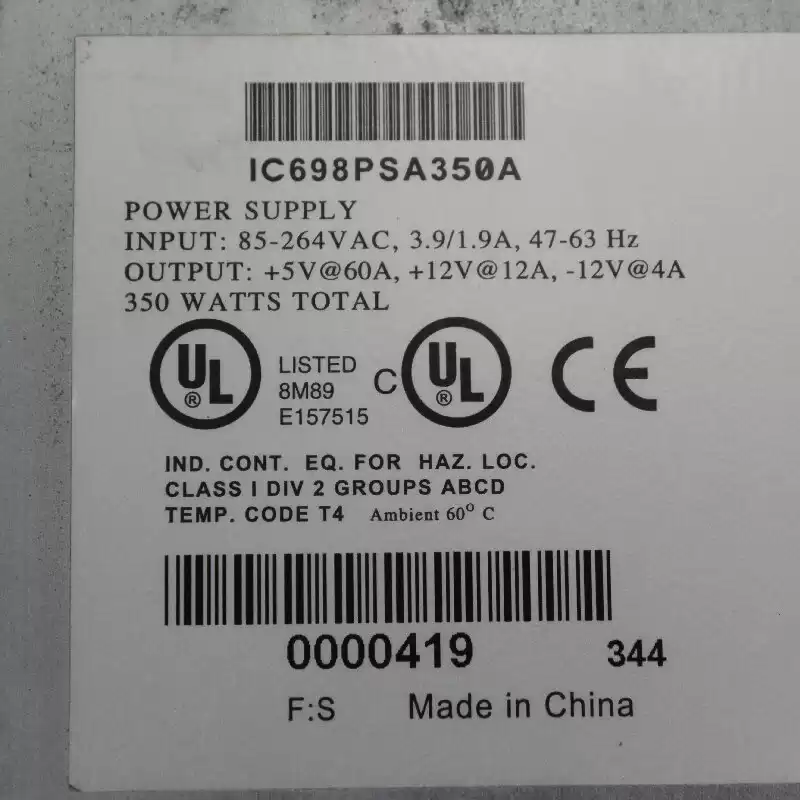 IC698PSA350A
POWER SUPPLY
INPUT: 85-264VAC, 3.9/1.9A, 47-63 Hz
OUTPUT: +5V@60A, +12V@12A, -12V@4A
350 WATTS TOTAL
UL ® LISTED 8M89 E157515
C UL ® CE
IND. CONT. EQ. FOR HAZ. LOC.
CLASS I DIV 2 GROUPS ABCD
TEMP. CODE T4 Ambient 60° C
0000419 344
F:S Made in China